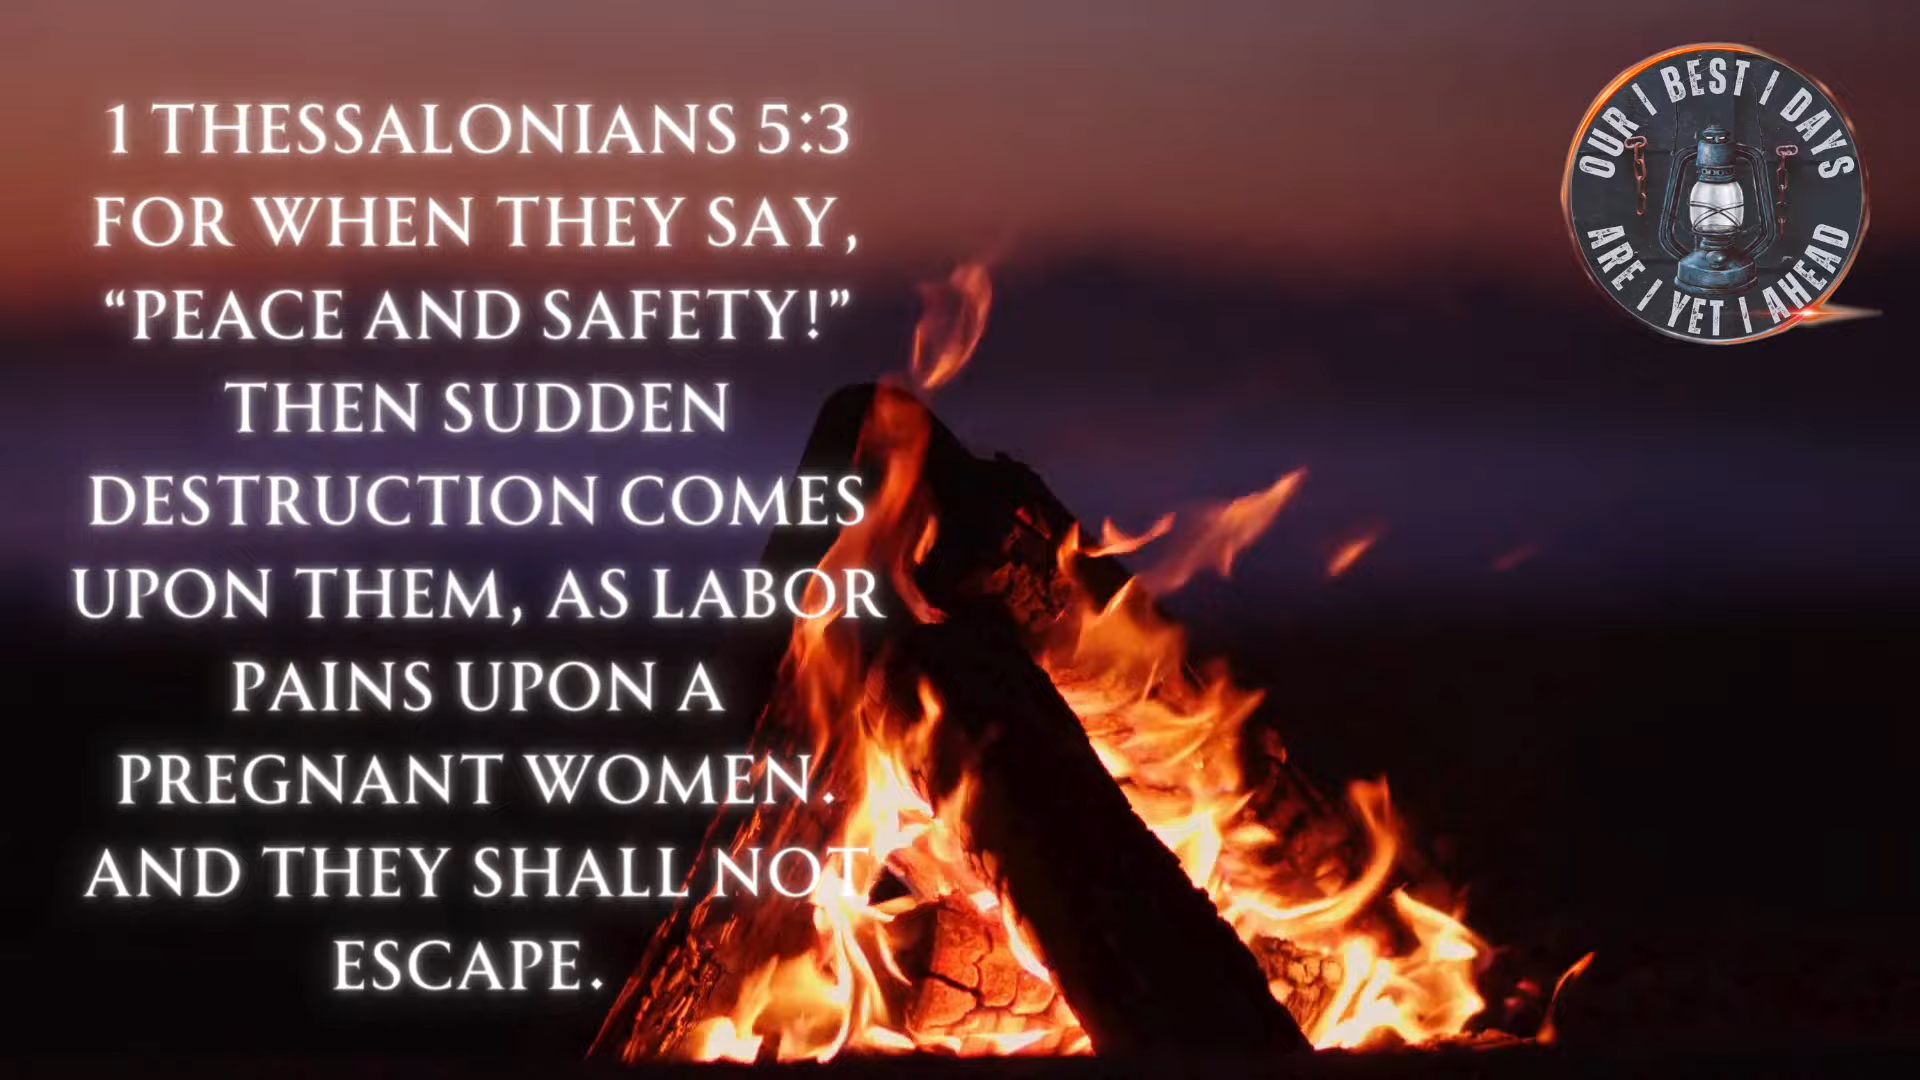 1 THESSALONIANS 5:3
FOR WHEN THEY SAY,
“PEACE AND SAFETY!”
THEN SUDDEN
DESTRUCTION COMES
UPON THEM, AS LABOR
PAINS UPON A
PREGNANT WOMEN.
AND THEY SHALL NOT
ESCAPE.
OUR | BEST | DAYS
ARE | YET | AHEAD